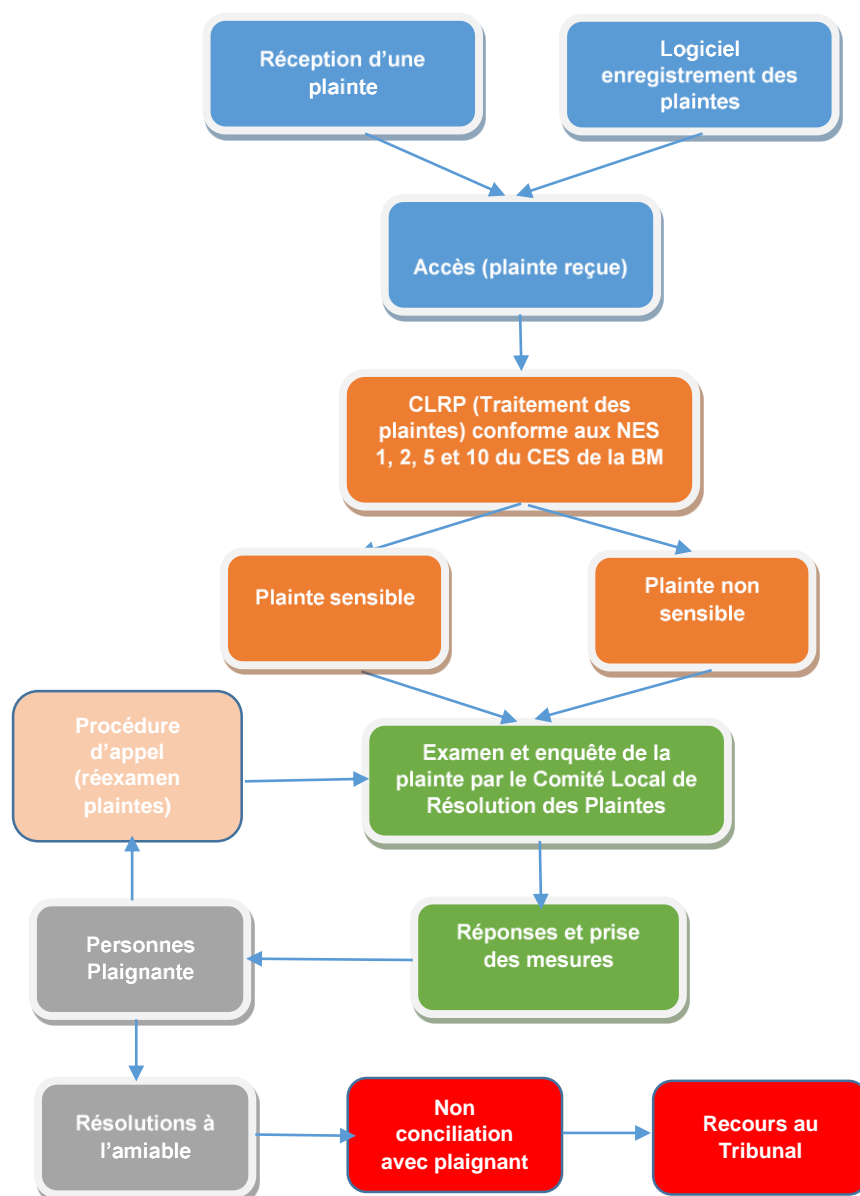 Réception d’une
plainte
Logiciel
enregistrement des
plaintes
Accès (plainte reçue)
CLRP (Traitement des
plaintes) conforme aux NES
1, 2, 5 et 10 du CES de la BM
Plainte sensible
Plainte non
sensible
Procédure
d’appel
(réexamen
plaintes)
Examen et enquête de la
plainte par le Comité Local de
Résolution des Plaintes
Personnes
Plaignante
Réponses et prise
des mesures
Résolutions à
l’amiable
Non
conciliation
avec plaignant
Recours au
Tribunal